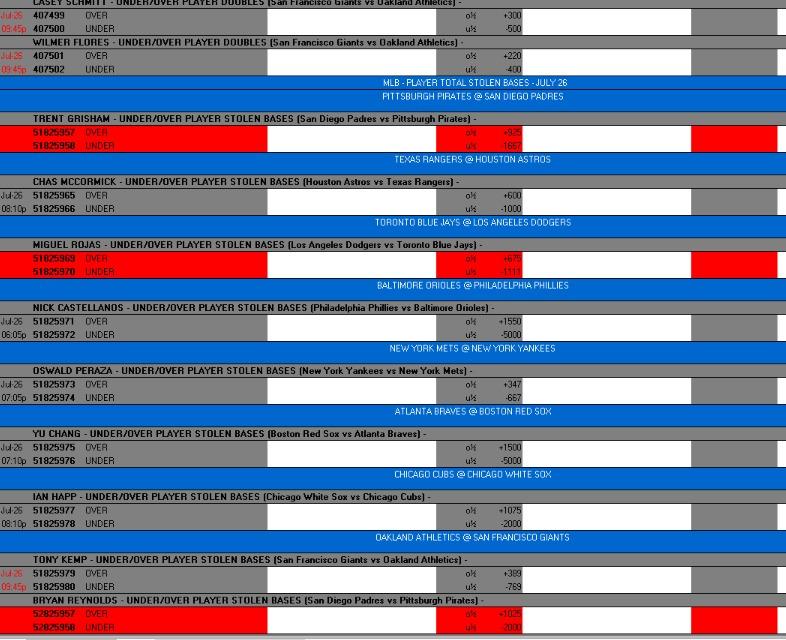 CASEY SCHMITT - UNDER/OVER PLAYER DOUBLES (San Francisco Giants vs Oakland Athletics) -
Jul-26 407499 OVER o½ +300
09:45p 407500 UNDER u½ -500
WILMER FLORES - UNDER/OVER PLAYER DOUBLES (San Francisco Giants vs Oakland Athletics) -
Jul-26 407501 OVER o½ +220
09:45p 407502 UNDER u½ -400
MLB - PLAYER TOTAL STOLEN BASES - JULY 26
PITTSBURGH PIRATES @ SAN DIEGO PADRES
TRENT GRISHAM - UNDER/OVER PLAYER STOLEN BASES (San Diego Padres vs Pittsburgh Pirates) -
51825957 OVER o½ +925
51825958 UNDER u½ -1667
TEXAS RANGERS @ HOUSTON ASTROS
CHAS MCCORMICK - UNDER/OVER PLAYER STOLEN BASES (Houston Astros vs Texas Rangers) -
Jul-26 51825965 OVER o½ +600
08:10p 51825966 UNDER u½ -1000
TORONTO BLUE JAYS @ LOS ANGELES DODGERS
MIGUEL ROJAS - UNDER/OVER PLAYER STOLEN BASES (Los Angeles Dodgers vs Toronto Blue Jays) -
51825969 OVER o½ +675
51825970 UNDER u½ -1111
BALTIMORE ORIOLES @ PHILADELPHIA PHILLIES
NICK CASTELLANOS - UNDER/OVER PLAYER STOLEN BASES (Philadelphia Phillies vs Baltimore Orioles) -
Jul-26 51825971 OVER o½ +1550
06:05p 51825972 UNDER u½ -5000
NEW YORK METS @ NEW YORK YANKEES
OSWALD PERAZA - UNDER/OVER PLAYER STOLEN BASES (New York Yankees vs New York Mets) -
Jul-26 51825973 OVER o½ +347
07:05p 51825974 UNDER u½ -667
ATLANTA BRAVES @ BOSTON RED SOX
YU CHANG - UNDER/OVER PLAYER STOLEN BASES (Boston Red Sox vs Atlanta Braves) -
Jul-26 51825975 OVER o½ +1500
07:10p 51825976 UNDER u½ -5000
CHICAGO CUBS @ CHICAGO WHITE SOX
IAN HAPP - UNDER/OVER PLAYER STOLEN BASES (Chicago White Sox vs Chicago Cubs) -
Jul-26 51825977 OVER o½ +1075
08:10p 51825978 UNDER u½ -2000
OAKLAND ATHLETICS @ SAN FRANCISCO GIANTS
TONY KEMP - UNDER/OVER PLAYER STOLEN BASES (San Francisco Giants vs Oakland Athletics) -
Jul-26 51825979 OVER o½ +389
09:45p 51825980 UNDER u½ -769
BRYAN REYNOLDS - UNDER/OVER PLAYER STOLEN BASES (San Diego Padres vs Pittsburgh Pirates) -
52825957 OVER o½ +1025
52825958 UNDER u½ -2000